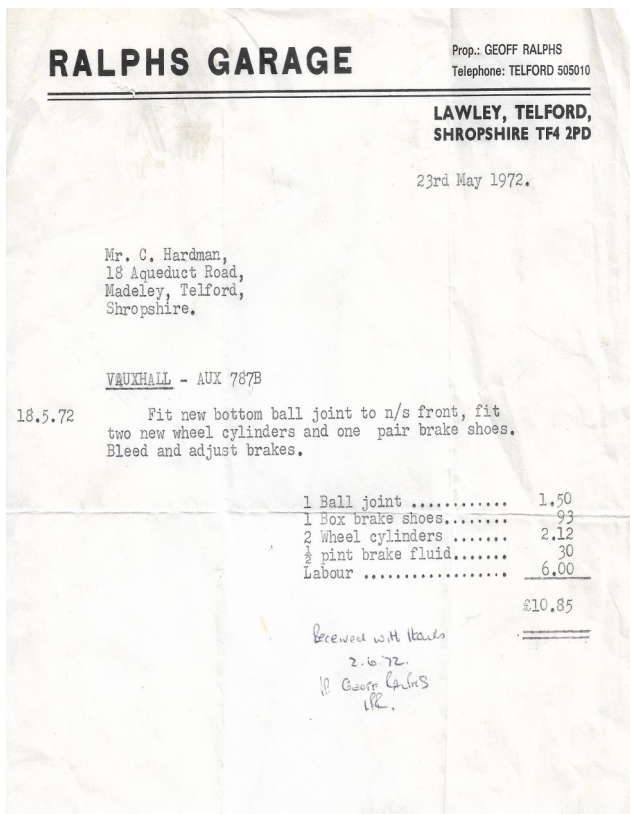 RALPHS GARAGE
Prop.: GEOFF RALPHS
Telephone: TELFORD 505010
LAWLEY, TELFORD,
SHROPSHIRE TF4 2PD
23rd May 1972.
Mr. C. Hardman,
18 Aqueduct Road,
Madeley, Telford,
Shropshire.
VAUXHALL - AUX 787B
18.5.72 Fit new bottom ball joint to n/s front, fit
two new wheel cylinders and one pair brake shoes.
Bleed and adjust brakes.
1 Ball joint ............ 1.50
1 Box brake shoes........ 93
2 Wheel cylinders ....... 2.12
½ pint brake fluid....... 30
Labour .................. 6.00
£10.85
Received with thanks
2.6.72.
Geoff Ralphs